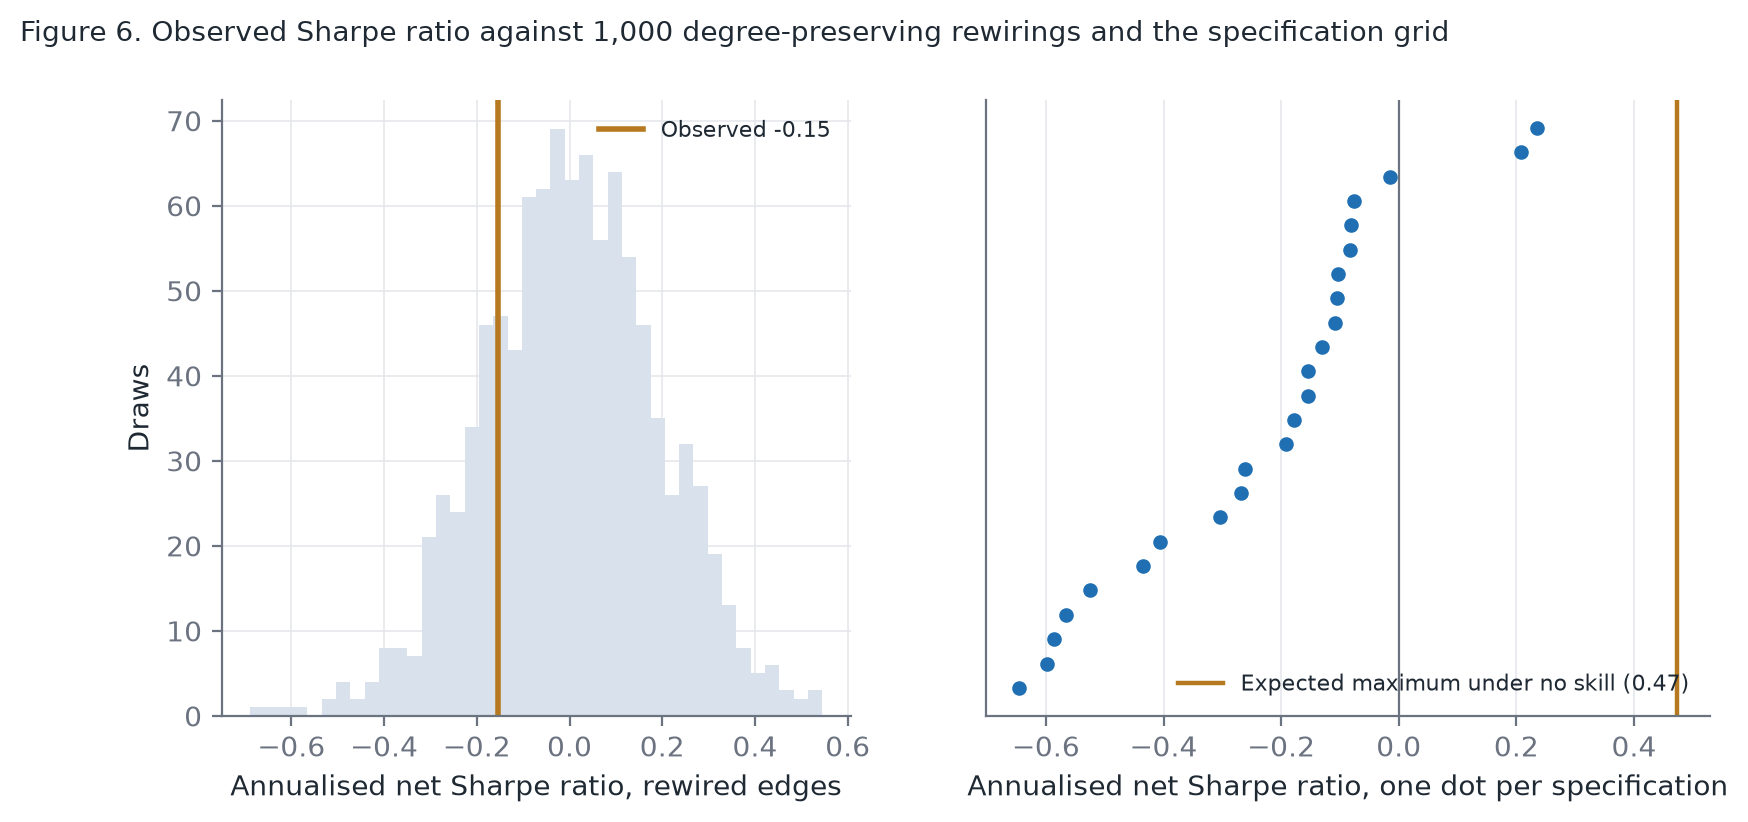 Figure 6. Observed Sharpe ratio against 1,000 degree-preserving rewirings and the specification grid
Observed -0.15
70
60
50
40
30
20
10
0
Draws
−0.6 −0.4 −0.2 0.0 0.2 0.4 0.6
Annualised net Sharpe ratio, rewired edges
Expected maximum under no skill (0.47)
−0.6 −0.4 −0.2 0.0 0.2 0.4
Annualised net Sharpe ratio, one dot per specification